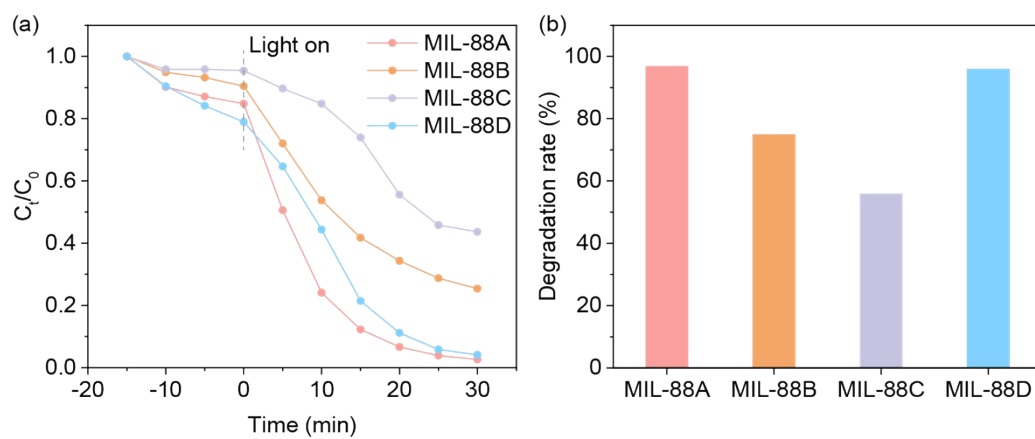 (a)
Light on
MIL-88A
MIL-88B
MIL-88C
MIL-88D
1.0
0.8
0.6
0.4
0.2
0.0
Cₜ/C₀
-20
-10
0
10
20
30
Time (min)
(b)
100
80
60
40
20
0
Degradation rate (%)
MIL-88A
MIL-88B
MIL-88C
MIL-88D